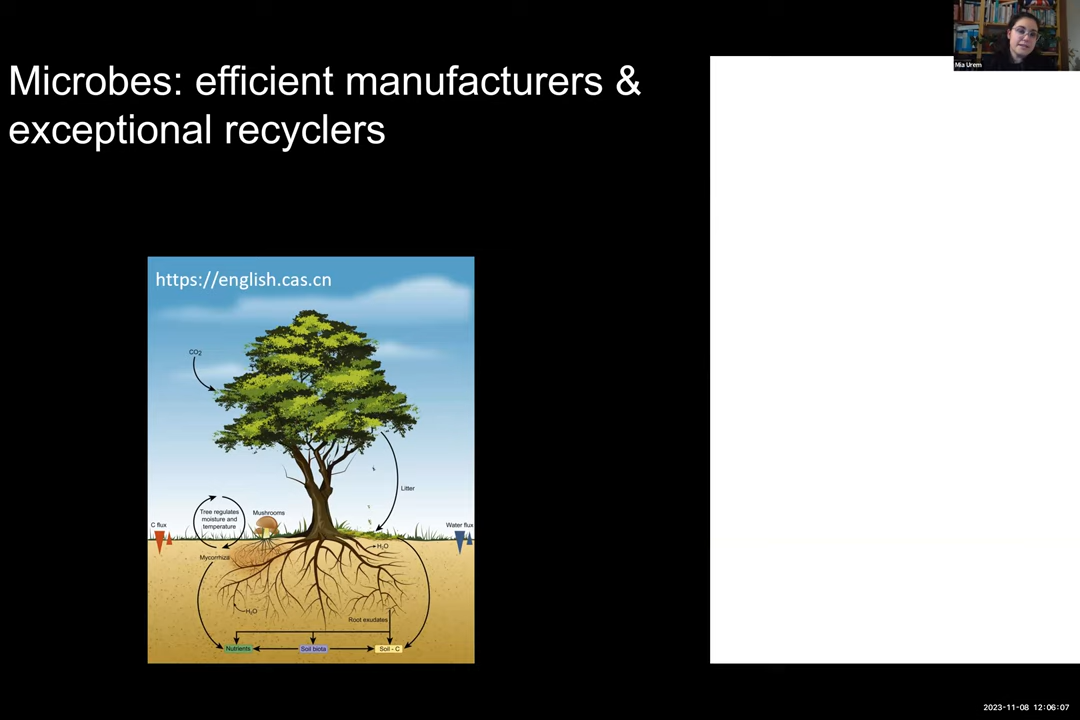 Mia Urem
Microbes: efficient manufacturers &
exceptional recyclers
https://english.cas.cn
CO2
Litter
Tree regulates
moisture and
temperature
Mushrooms
C flux
Water flux
H2O
Mycorrhiza
H2O
Root exudates
Nutrients
Soil biota
Soil - C
2023-11-08 12:06:07